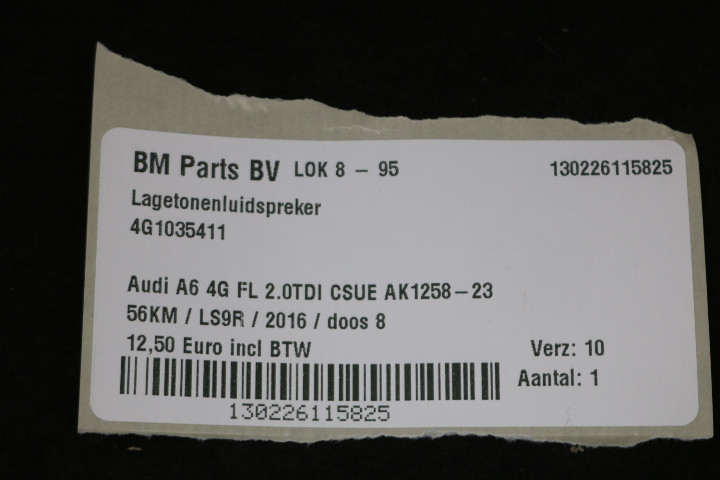 BM Parts BV LOK 8 - 95 130226115825
Lagetonenluidspreker
4G1035411
Audi A6 4G FL 2.0TDI CSUE AK1258-23
56KM / LS9R / 2016 / doos 8
12,50 Euro incl BTW Verz: 10
Aantal: 1
130226115825